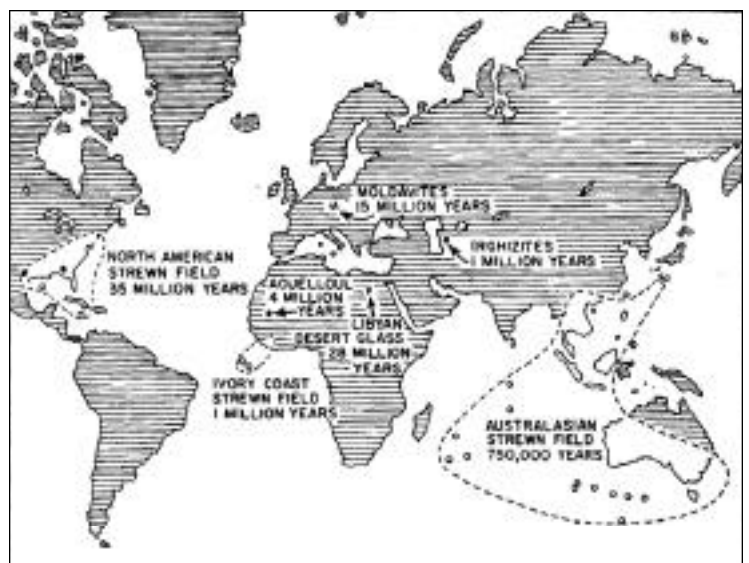 MOLDAVITES
15 MILLION YEARS
IRGHIZITES
1 MILLION YEARS
NORTH AMERICAN
STREWN FIELD
35 MILLION YEARS
AOUELLOUL
4 MILLION
YEARS
LIBYAN
DESERT GLASS
28 MILLION
YEARS
IVORY COAST
STREWN FIELD
1 MILLION YEARS
AUSTRALASIAN
STREWN FIELD
750,000 YEARS